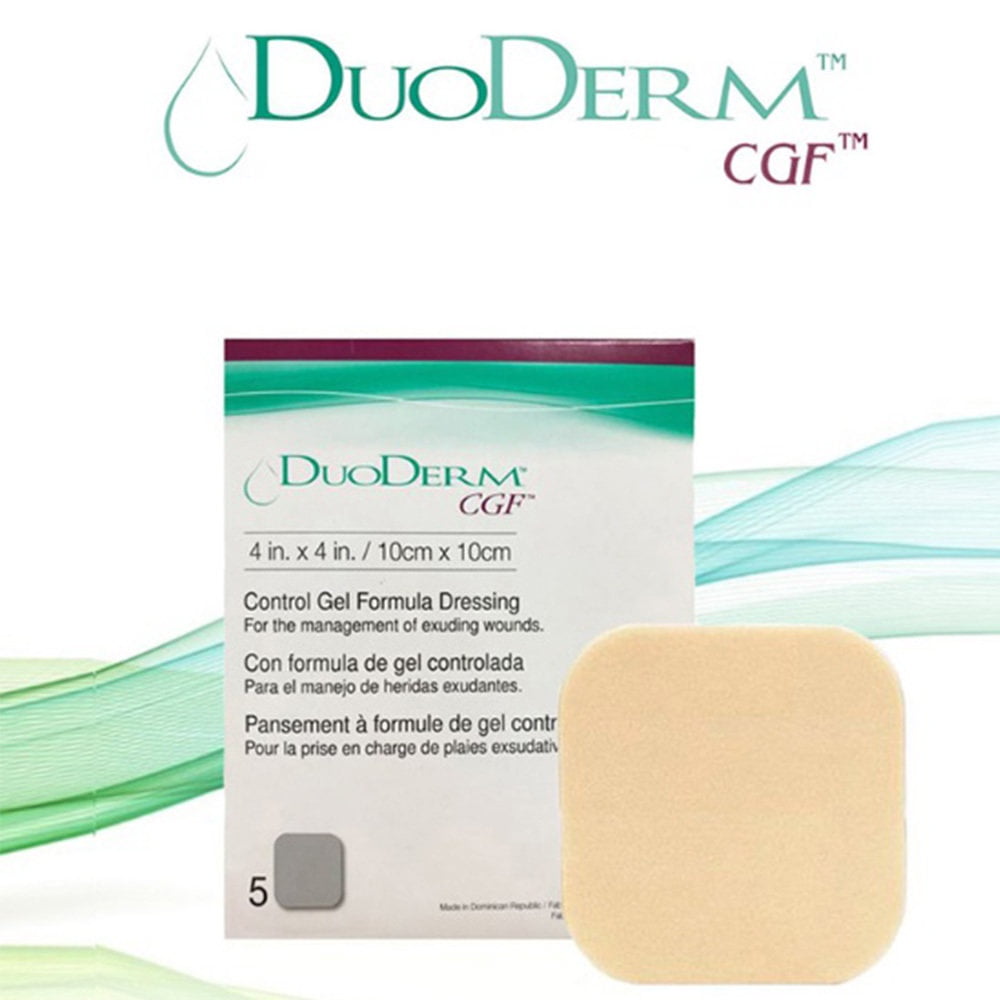 DUODERM™
CGF™
DUODERM™
CGF™
4 in. x 4 in. / 10cm x 10cm
Control Gel Formula Dressing
For the management of exuding wounds.
Con formula de gel controlada
Para el manejo de heridas exudantes.
Pansement à formule de gel contr
Pour la prise en charge de plaies exsudativ
5
Made in Dominican Republic /